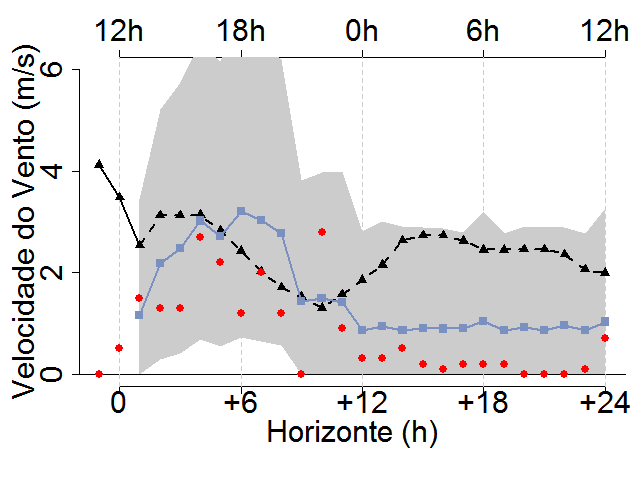 12h 18h 0h 6h 12h
Velocidade do Vento (m/s)
6
4
2
0
0 +6 +12 +18 +24
Horizonte (h)